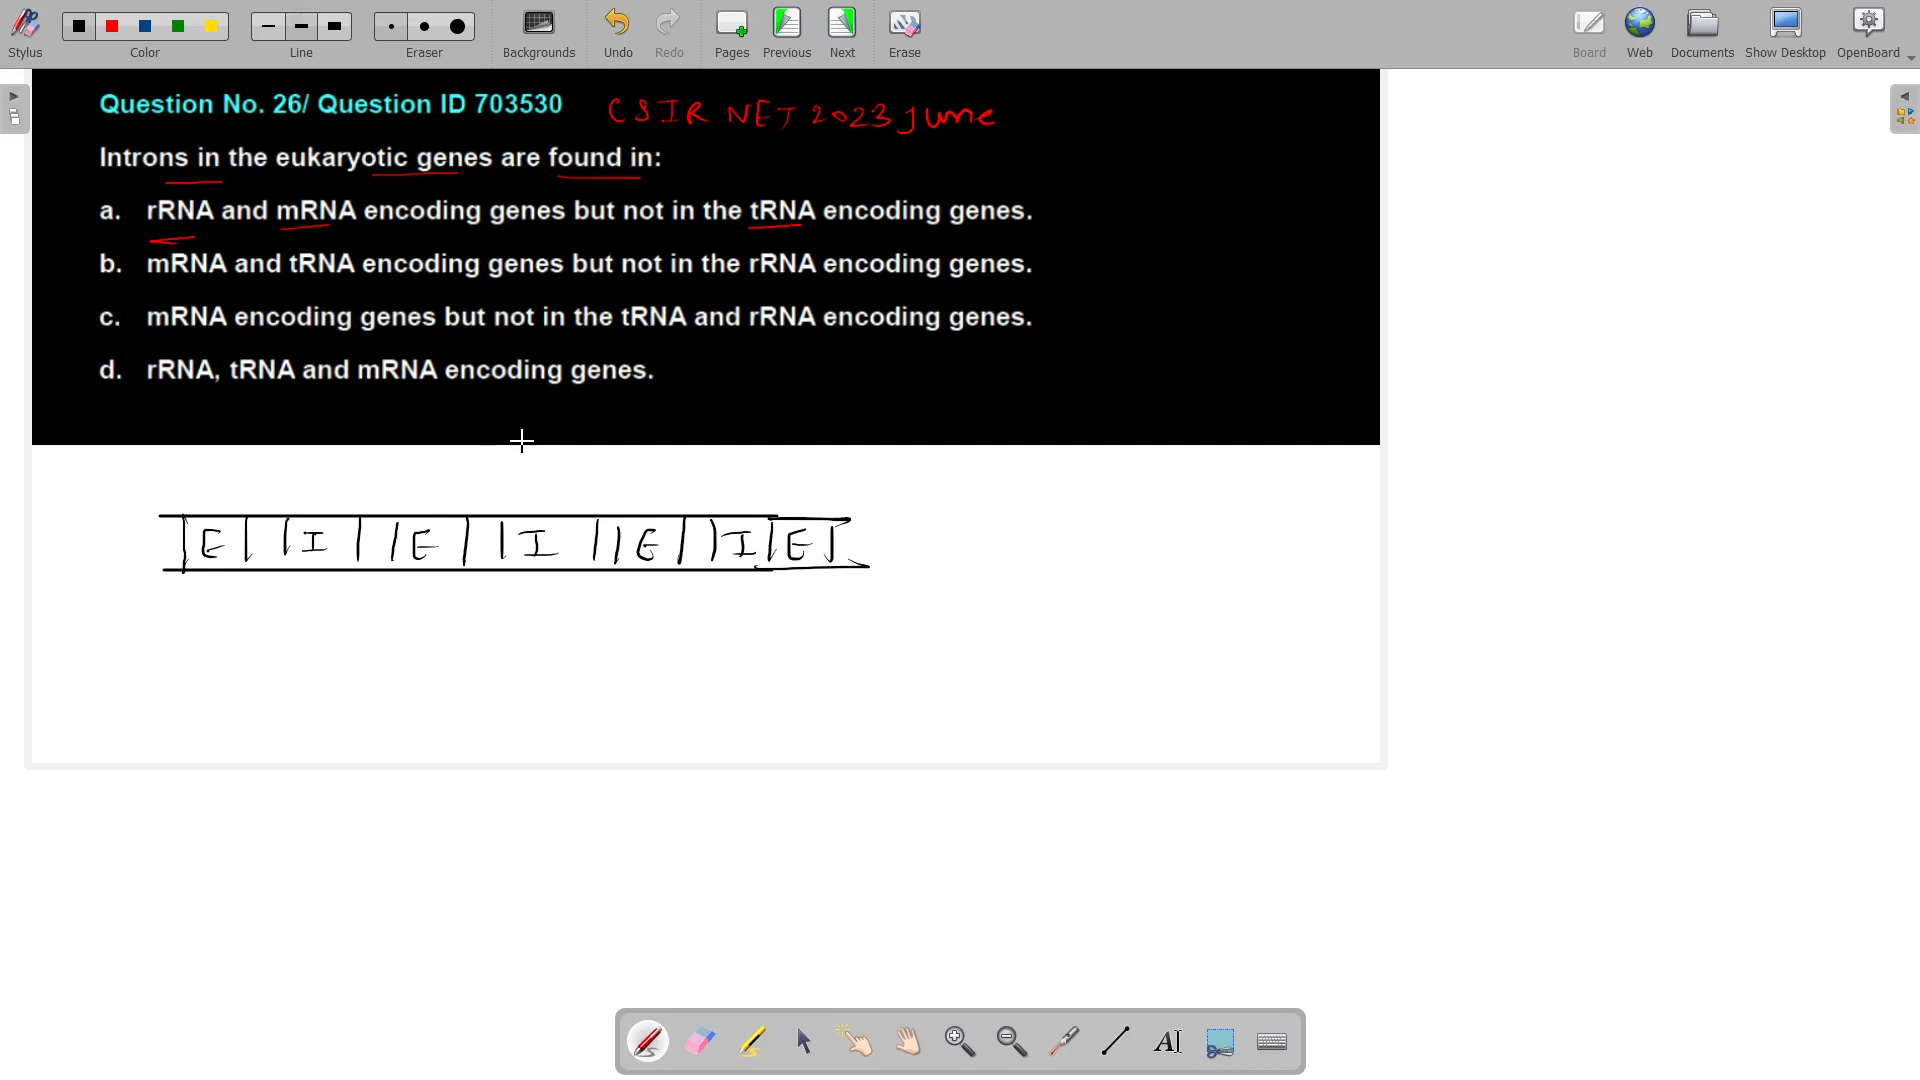 Stylus Color Line Eraser Backgrounds Undo Redo Pages Previous Next Erase Board Web Documents Show Desktop OpenBoard
Question No. 26/ Question ID 703530 CSIR NET 2023 June
Introns in the eukaryotic genes are found in:
a. rRNA and mRNA encoding genes but not in the tRNA encoding genes.
b. mRNA and tRNA encoding genes but not in the rRNA encoding genes.
c. mRNA encoding genes but not in the tRNA and rRNA encoding genes.
d. rRNA, tRNA and mRNA encoding genes.
E I E I E I E